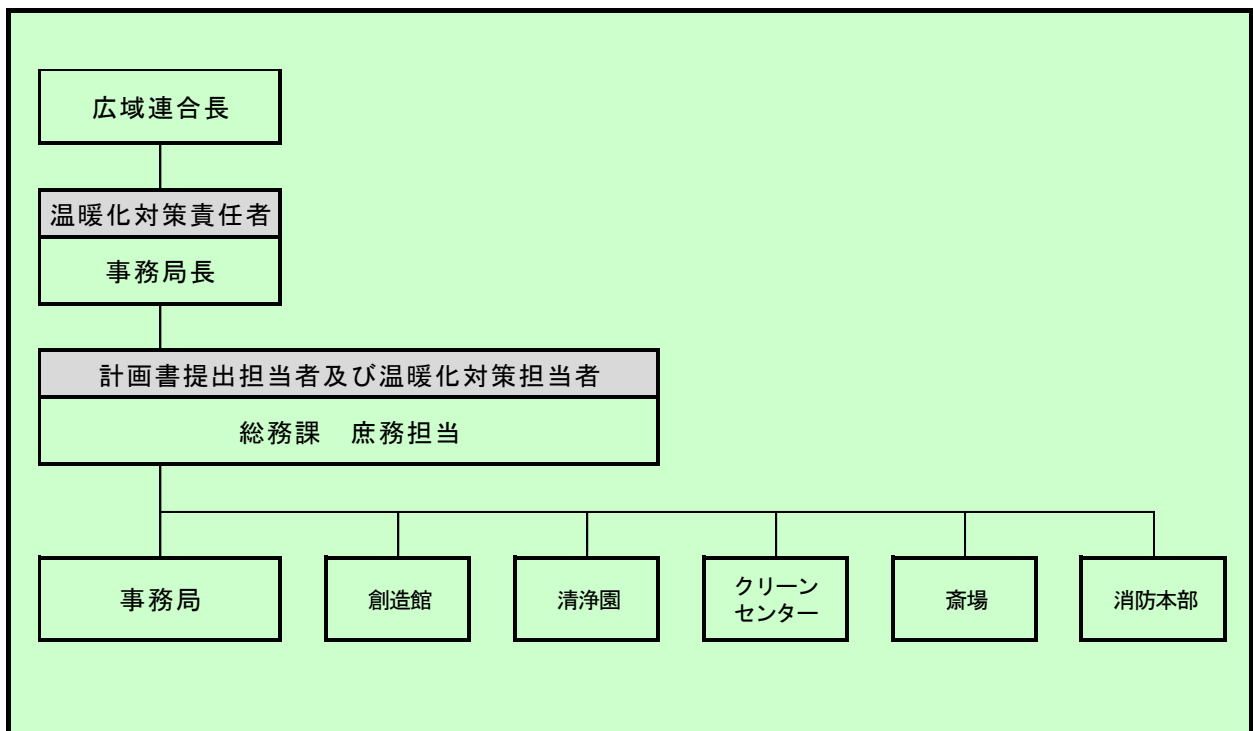 広域連合長
温暖化対策責任者
事務局長
計画書提出担当者及び温暖化対策担当者
総務課　庶務担当
事務局
創造館
清浄園
クリーン
センター
斎場
消防本部